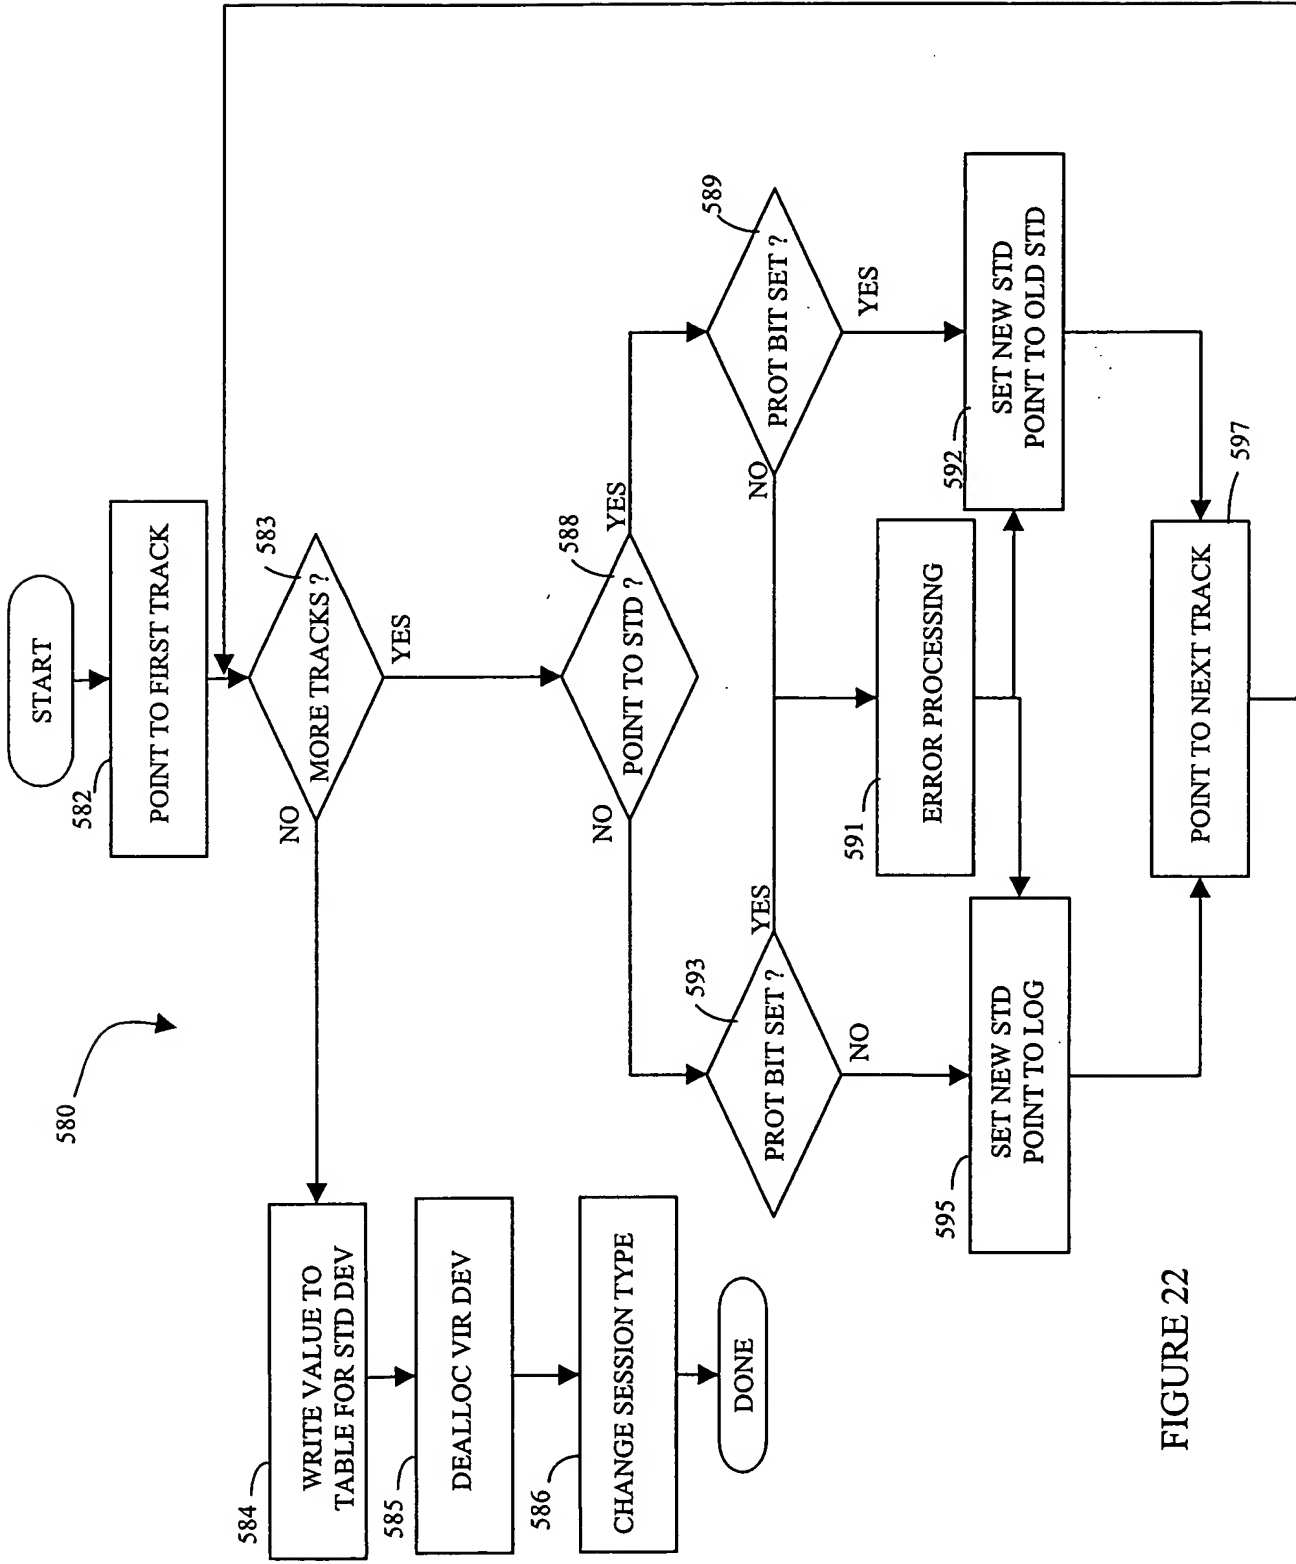 START
582
POINT TO FIRST TRACK
583
MORE TRACKS ?
NO
YES
580
584
WRITE VALUE TO
TABLE FOR STD DEV
585
DEALLOC VIR DEV
586
CHANGE SESSION TYPE
DONE
588
POINT TO STD ?
NO
YES
593
PROT BIT SET ?
YES
NO
589
PROT BIT SET ?
NO
YES
591
ERROR PROCESSING
595
SET NEW STD
POINT TO LOG
592
SET NEW STD
POINT TO OLD STD
597
POINT TO NEXT TRACK
FIGURE 22